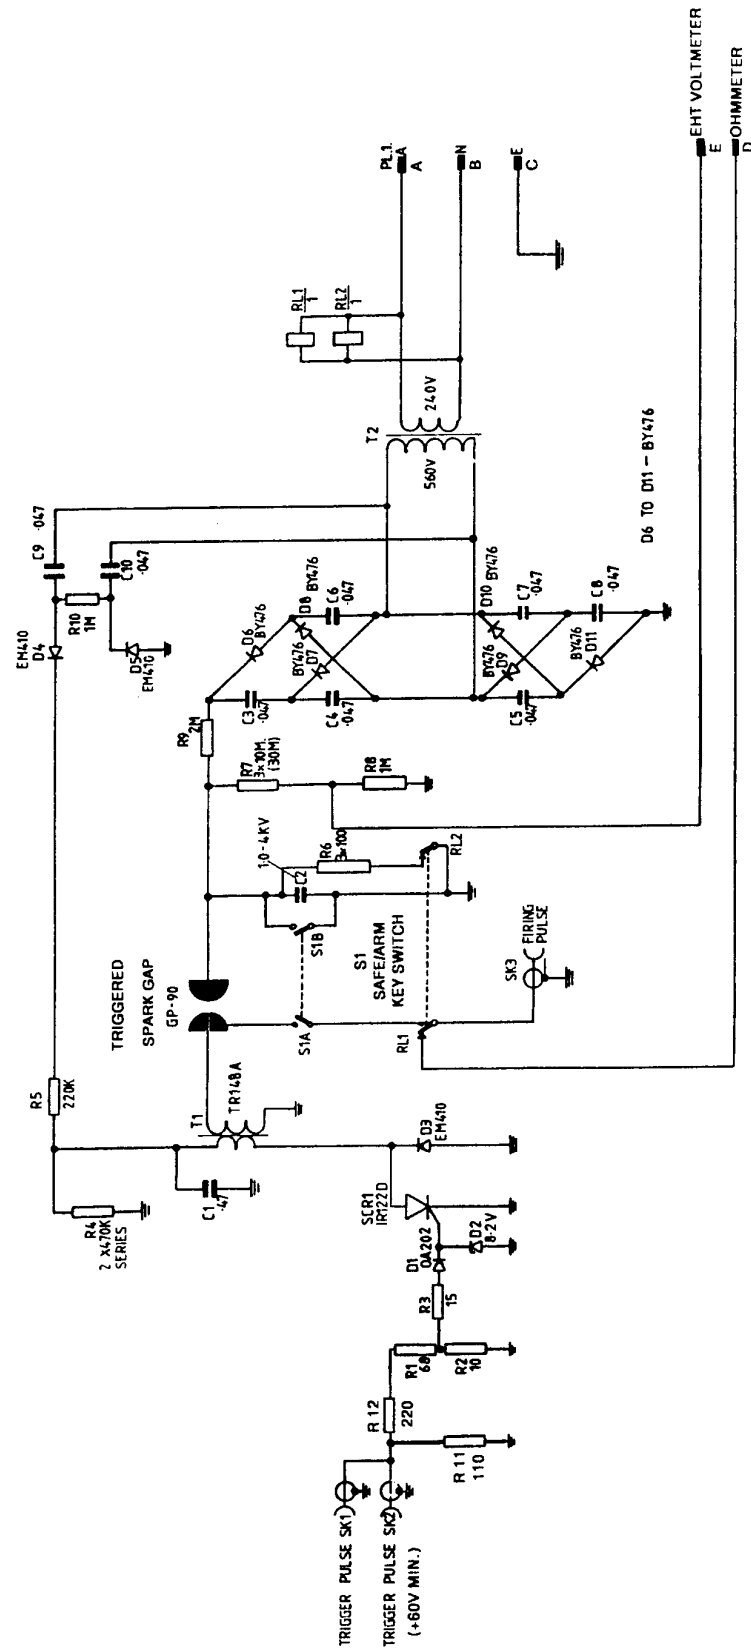 EHT VOLTMETER
E
OHMMETER
D
PL.1.
A
A
N
B
E
C
RL1
1
RL2
1
240V
T2
560V
C9 .047
C10
.047
R10
1M
EM410
D4
D5
EM410
D6 TO D11 - BY476
D6
BY476
D8
BY476
BY476
D7
C6
.047
C3
.047
C4
.047
D10
BY476
BY476
D9
C7
.047
C8
.047
BY476
D11
C5
.047
R9
2M
R7
3x10M.
(30M)
R8
1M
1.0-4KV
C2
R6
3x100
RL2
S1B
S1
SAFE/ARM
KEY SWITCH
S1A
RL1
SK3
FIRING
PULSE
TRIGGERED
SPARK GAP
GP-90
R5
220K
T1
TR148A
R4
2 X470K
SERIES
C1
.47
D3
EM410
SCR1
IR122D
D1
OA202
D2
8.2V
R3
15
R1
68
R2
10
R12
220
R11
110
TRIGGER PULSE SK1
TRIGGER PULSE SK2
(+60V MIN.)